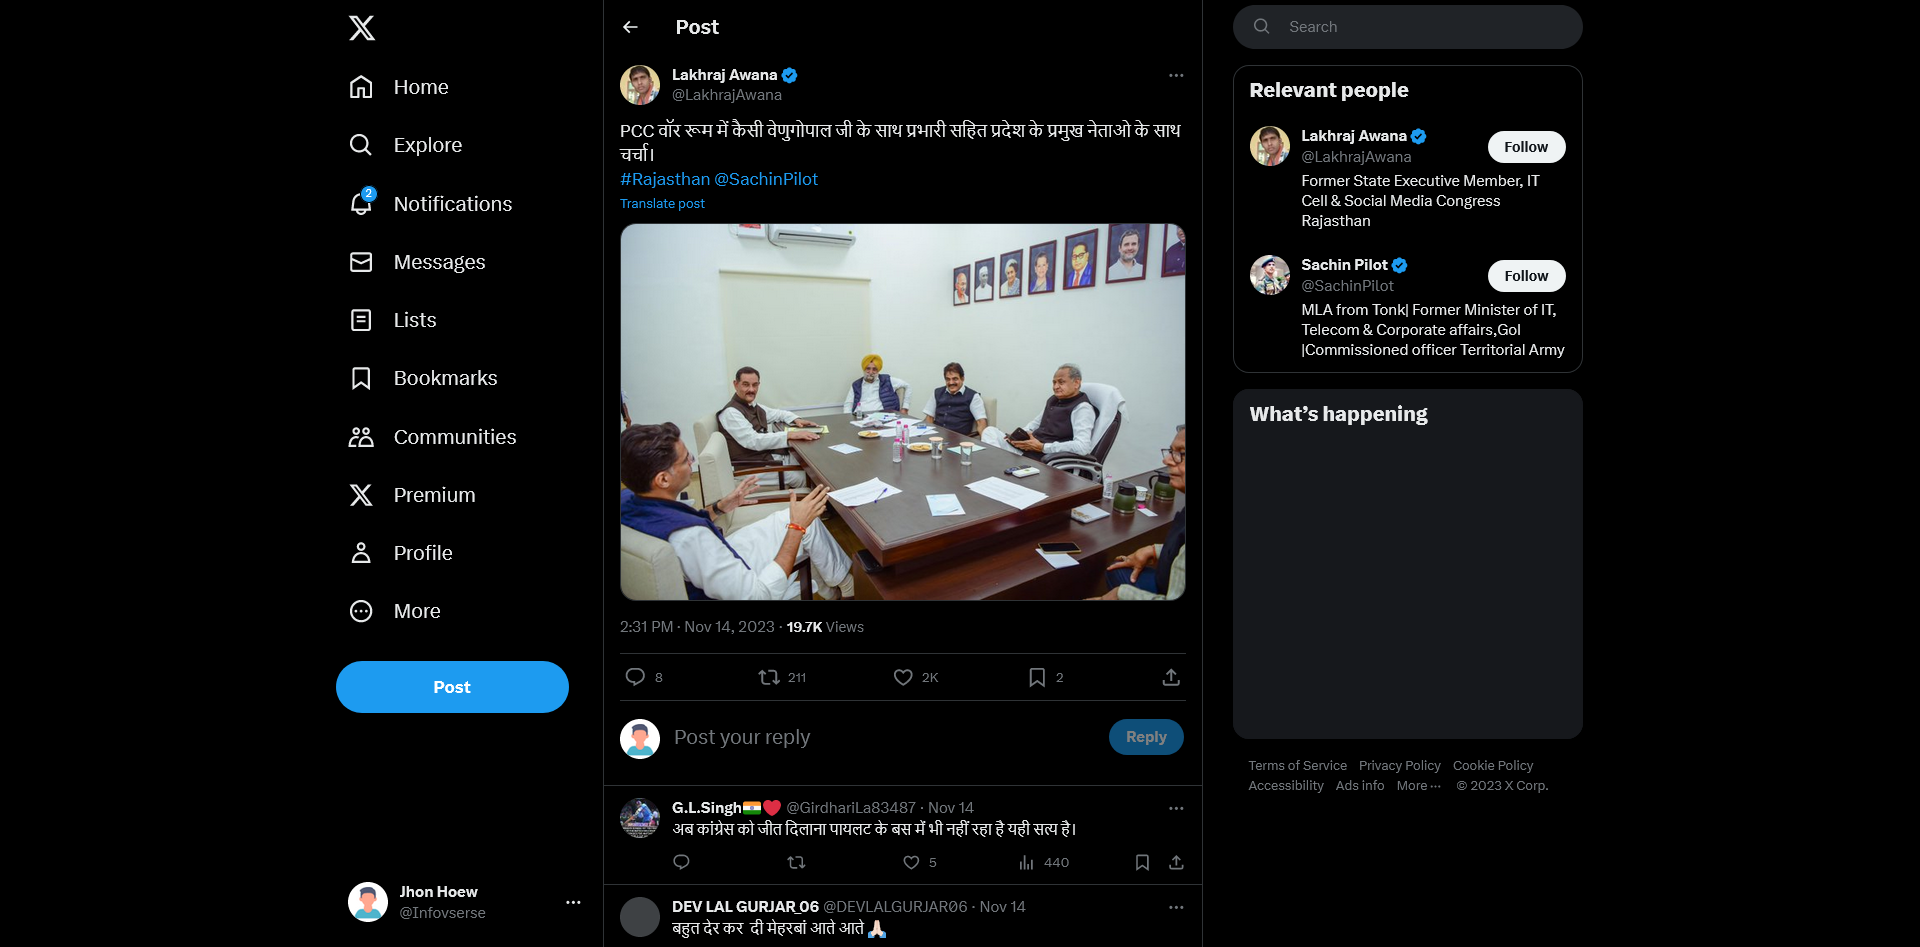 Home
Explore
2
Notifications
Messages
Lists
Bookmarks
Communities
Premium
Profile
More
Post
Jhon Hoew
@Infovserse
Post
Lakhraj Awana
@LakhrajAwana
PCC वॉर रूम में कैसी वेणुगोपाल जी के साथ प्रभारी सहित प्रदेश के प्रमुख नेताओ के साथ
चर्चा।
#Rajasthan @SachinPilot
Translate post
2:31 PM · Nov 14, 2023 · 19.7K Views
8 211 2K 2
Post your reply
Reply
G.L.Singh🇮🇳❤️ @GirdhariLa83487 · Nov 14
अब कांग्रेस को जीत दिलाना पायलट के बस में भी नहीं रहा है यही सत्य है।
5 440
DEV LAL GURJAR_06 @DEVLALGURJAR06 · Nov 14
बहुत देर कर दी मेहरबां आते आते 🙏🏻
Search
Relevant people
Lakhraj Awana
Follow
@LakhrajAwana
Former State Executive Member, IT
Cell & Social Media Congress
Rajasthan
Sachin Pilot
Follow
@SachinPilot
MLA from Tonk| Former Minister of IT,
Telecom & Corporate affairs,GoI
|Commissioned officer Territorial Army
What’s happening
Terms of Service Privacy Policy Cookie Policy
Accessibility Ads info More ··· © 2023 X Corp.